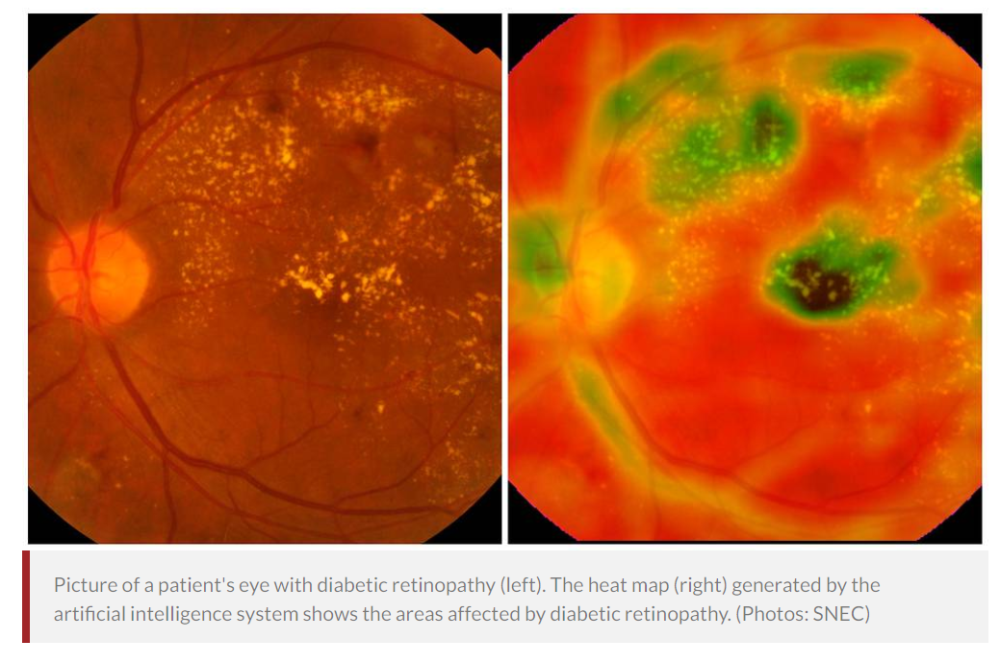 Picture of a patient's eye with diabetic retinopathy (left). The heat map (right) generated by the
artificial intelligence system shows the areas affected by diabetic retinopathy. (Photos: SNEC)